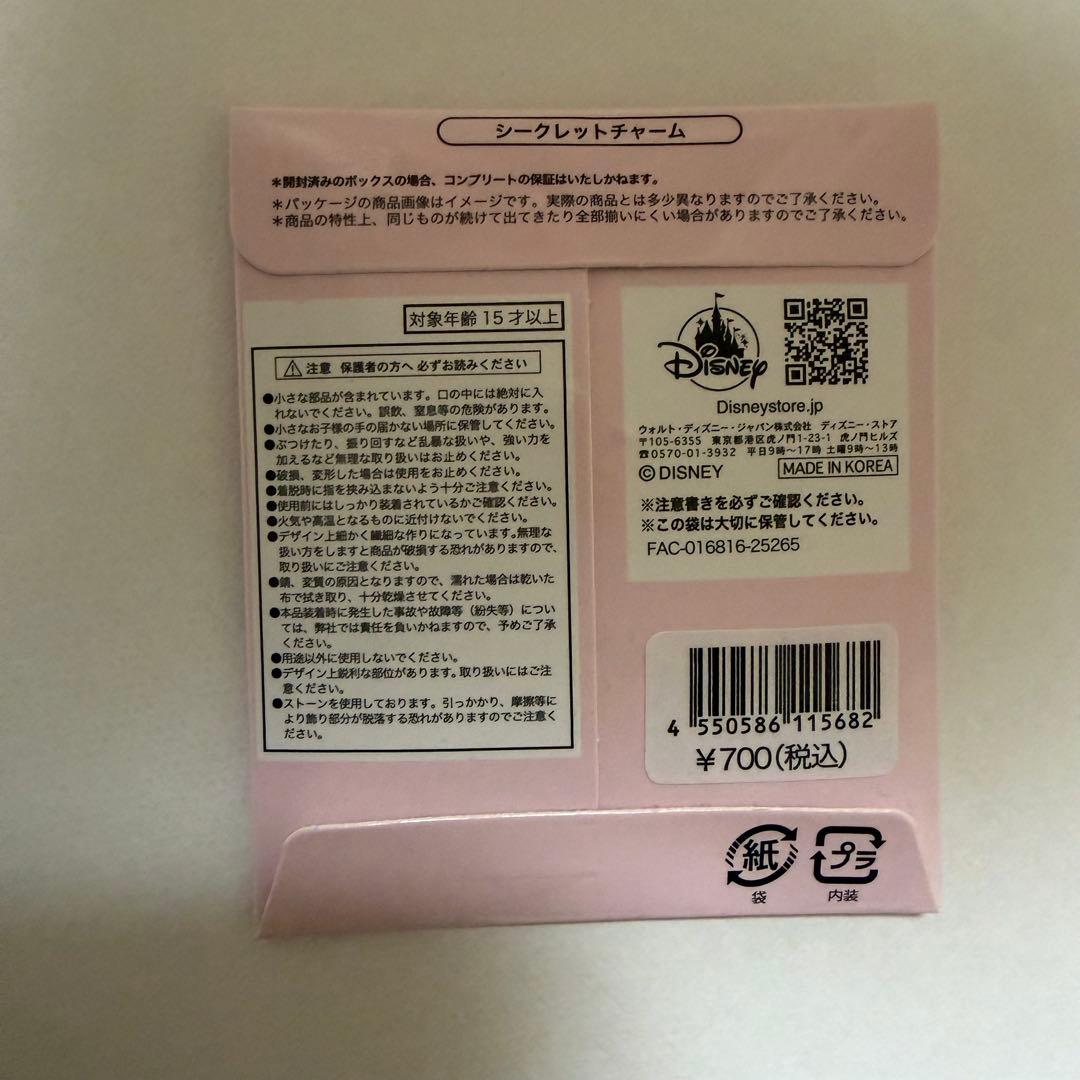 シークレットチャーム
＊開封済みのボックスの場合、コンプリートの保証はいたしかねます。
＊パッケージの商品画像はイメージです。実際の商品とは多少異なりますのでご了承ください。
＊商品の特性上、同じものが続けて出てきたり全部揃いにくい場合がありますのでご了承ください。
対象年齢 15 才以上
注意 保護者の方へ 必ずお読みください
●小さな部品が含まれています。口の中には絶対に入
れないでください。誤飲、窒息等の危険があります。
●小さなお子様の手の届かない場所に保管してください。
●ぶつけたり、振り回すなど乱暴な扱いや、強い力を
加えるなど無理な取り扱いはお止めください。
●破損、変形した場合は使用をお止めください。
●着脱時に指を挟み込まないよう十分ご注意ください。
●使用前にはしっかり装着されているかご確認ください。
●火気や高温となるものに近付けないでください。
●デザイン上細かく繊細な作りになっています。無理な
扱い方をしますと商品が破損する恐れがありますので、
取り扱いにご注意ください。
●錆、変質の原因となりますので、濡れた場合は乾いた
布で拭き取り、十分乾燥させてください。
●本品装着時に発生した事故や故障等（紛失等）につい
ては、弊社では責任を負いかねますので、予めご了承
ください。
●用途以外に使用しないでください。
●デザイン上鋭利な部位があります。取り扱いにはご注
意ください。
●ストーンを使用しております。引っかかり、摩擦等に
より飾り部分が脱落する恐れがありますのでご注意く
ださい。
Disney
Disneystore.jp
ウォルト・ディズニー・ジャパン株式会社 ディズニー・ストア
〒105-6355 東京都港区虎ノ門1-23-1 虎ノ門ヒルズ
☎0570-01-3932 平日9時～17時 土曜9時～13時
©DISNEY MADE IN KOREA
※注意書きを必ずご確認ください。
※この袋は大切に保管してください。
FAC-016816-25265
4 550586 115682
￥700(税込)
紙 プラ
袋 内装